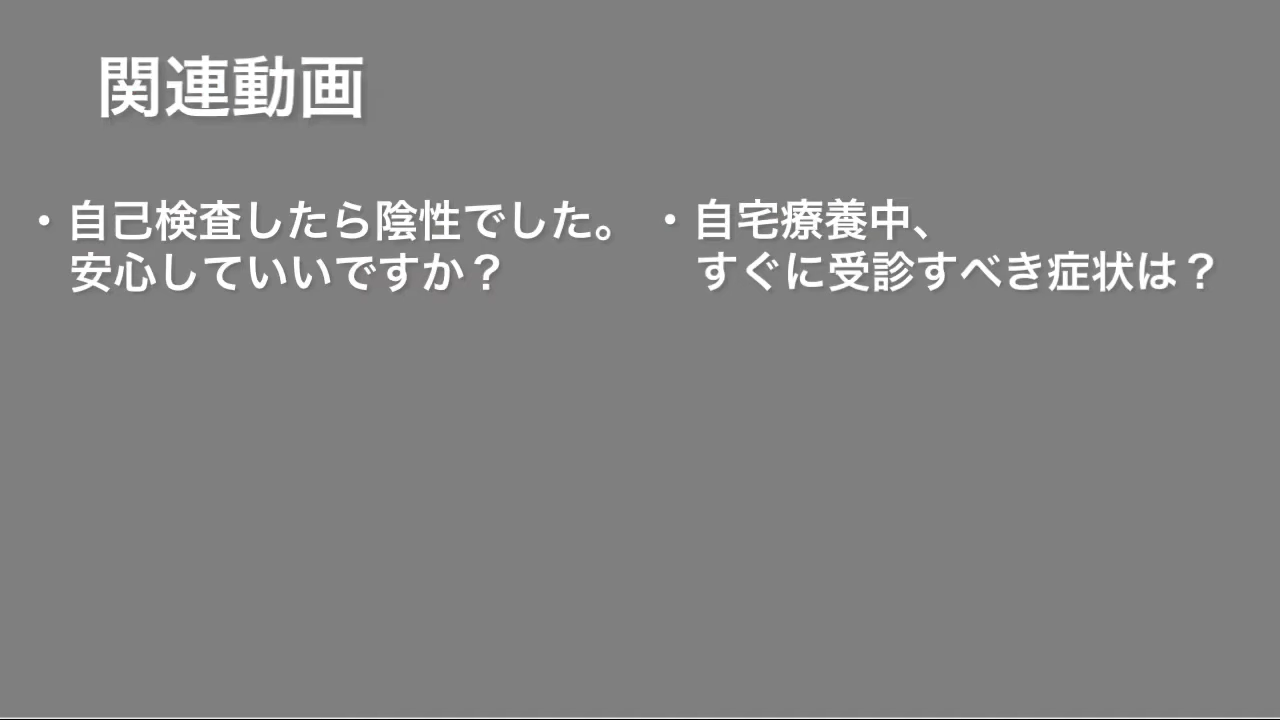 関連動画
・自己検査したら陰性でした。
安心していいですか？
・自宅療養中、
すぐに受診すべき症状は？